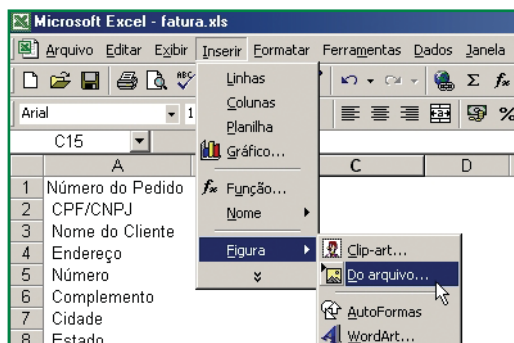 Microsoft Excel - fatura.xls
Arquivo Editar Exibir Inserir Formatar Ferramentas Dados Janela
Arial
C15
Linhas
Colunas
Planilha
Gráfico...
Função...
Nome
Figura
Clip-art...
Do arquivo...
AutoFormas
WordArt...
A C D
1 Número do Pedido
2 CPF/CNPJ
3 Nome do Cliente
4 Endereço
5 Número
6 Complemento
7 Cidade
8 Estado